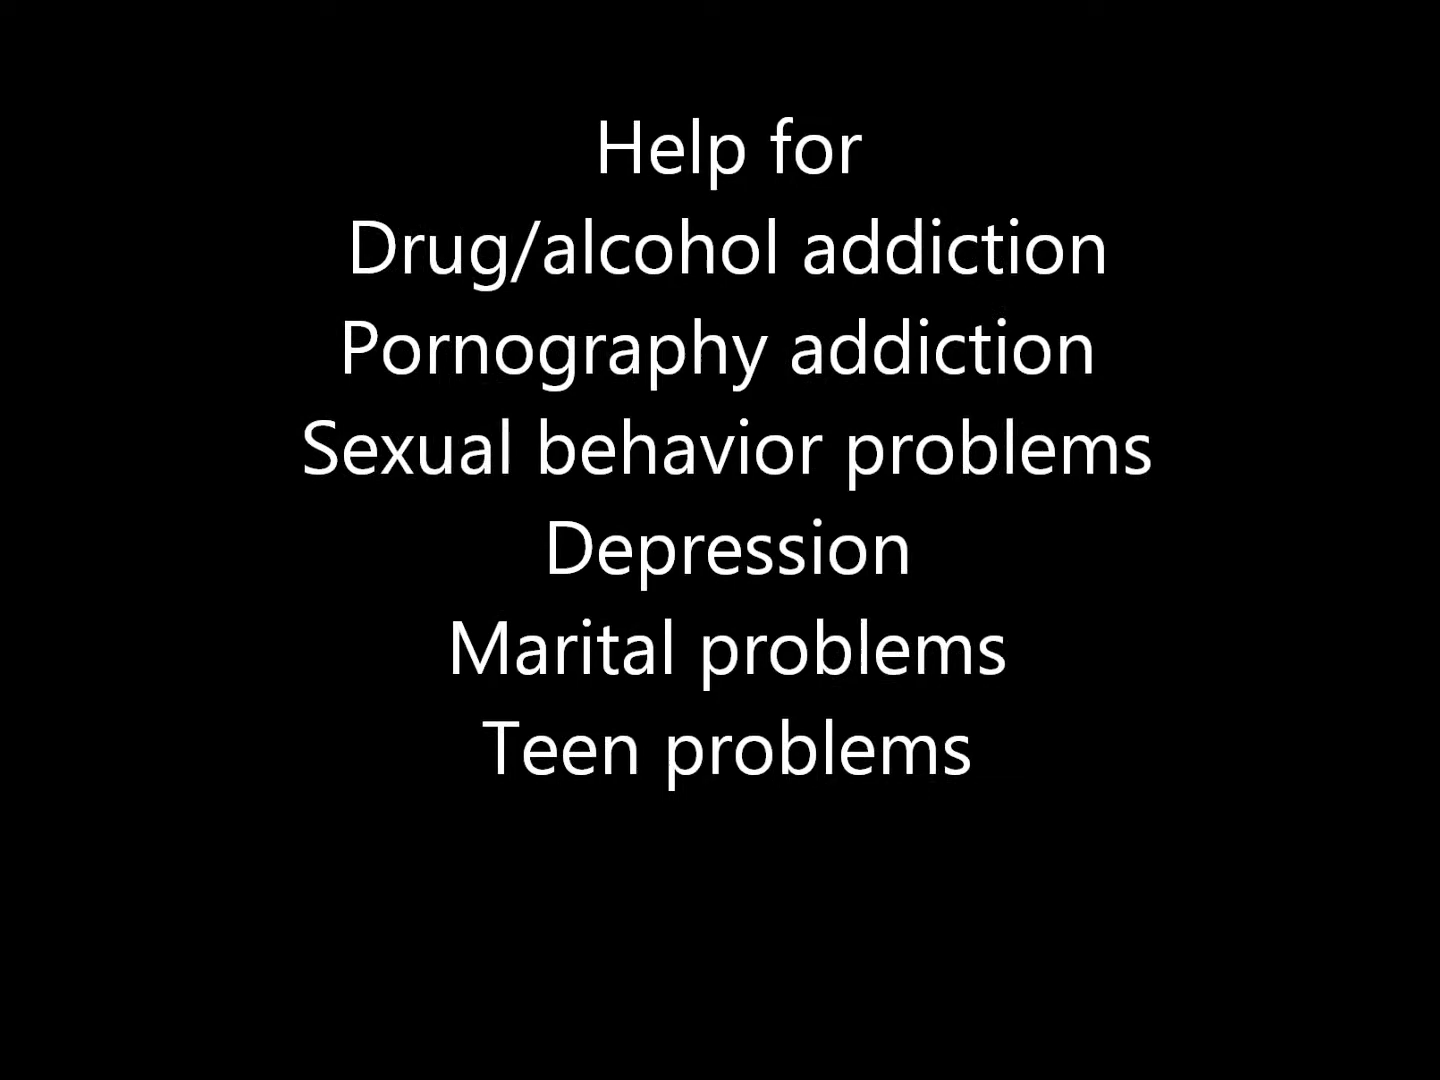 Help for
Drug/alcohol addiction
Pornography addiction
Sexual behavior problems
Depression
Marital problems
Teen problems